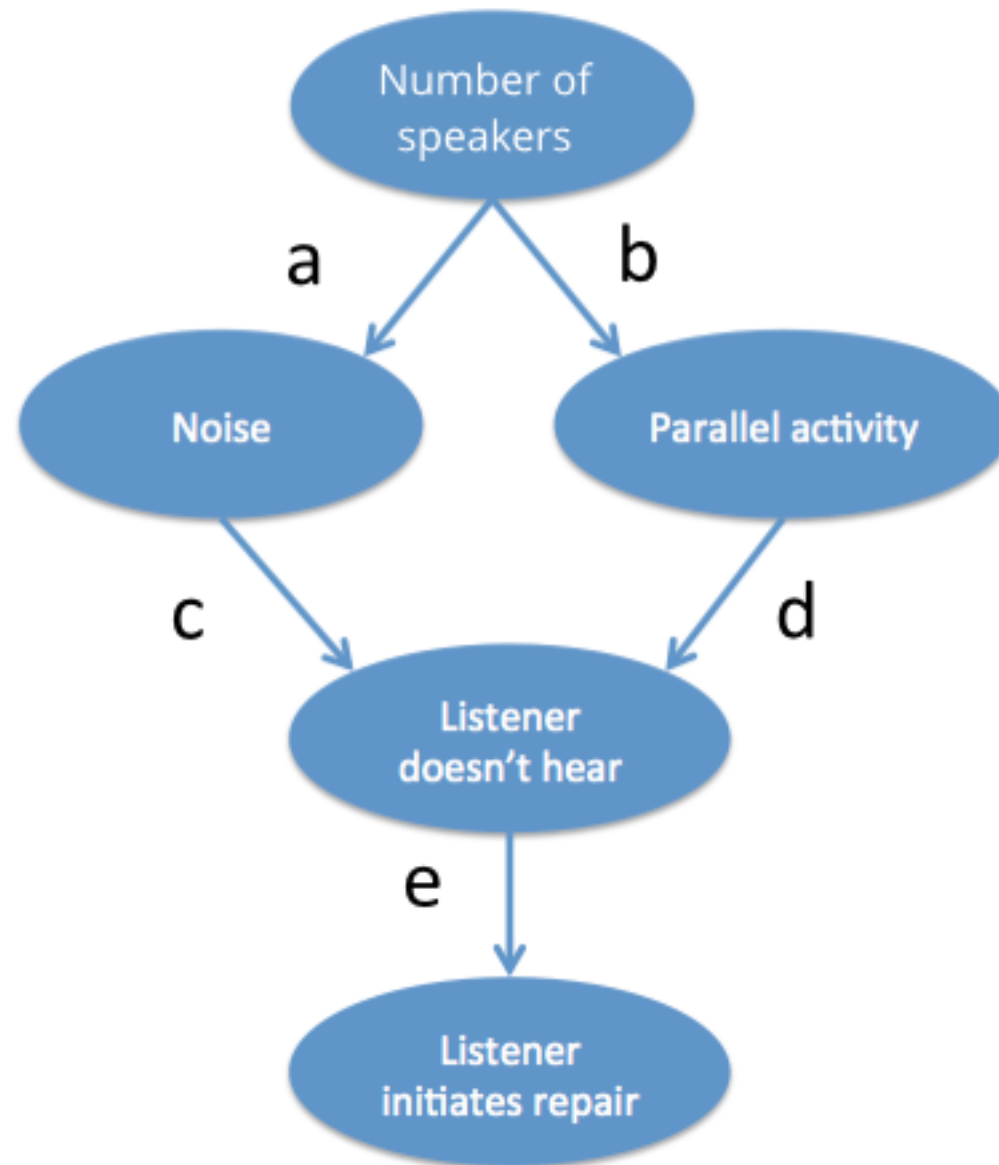 Number of
speakers
a
b
Noise
Parallel activity
c
d
Listener
doesn't hear
e
Listener
initiates repair